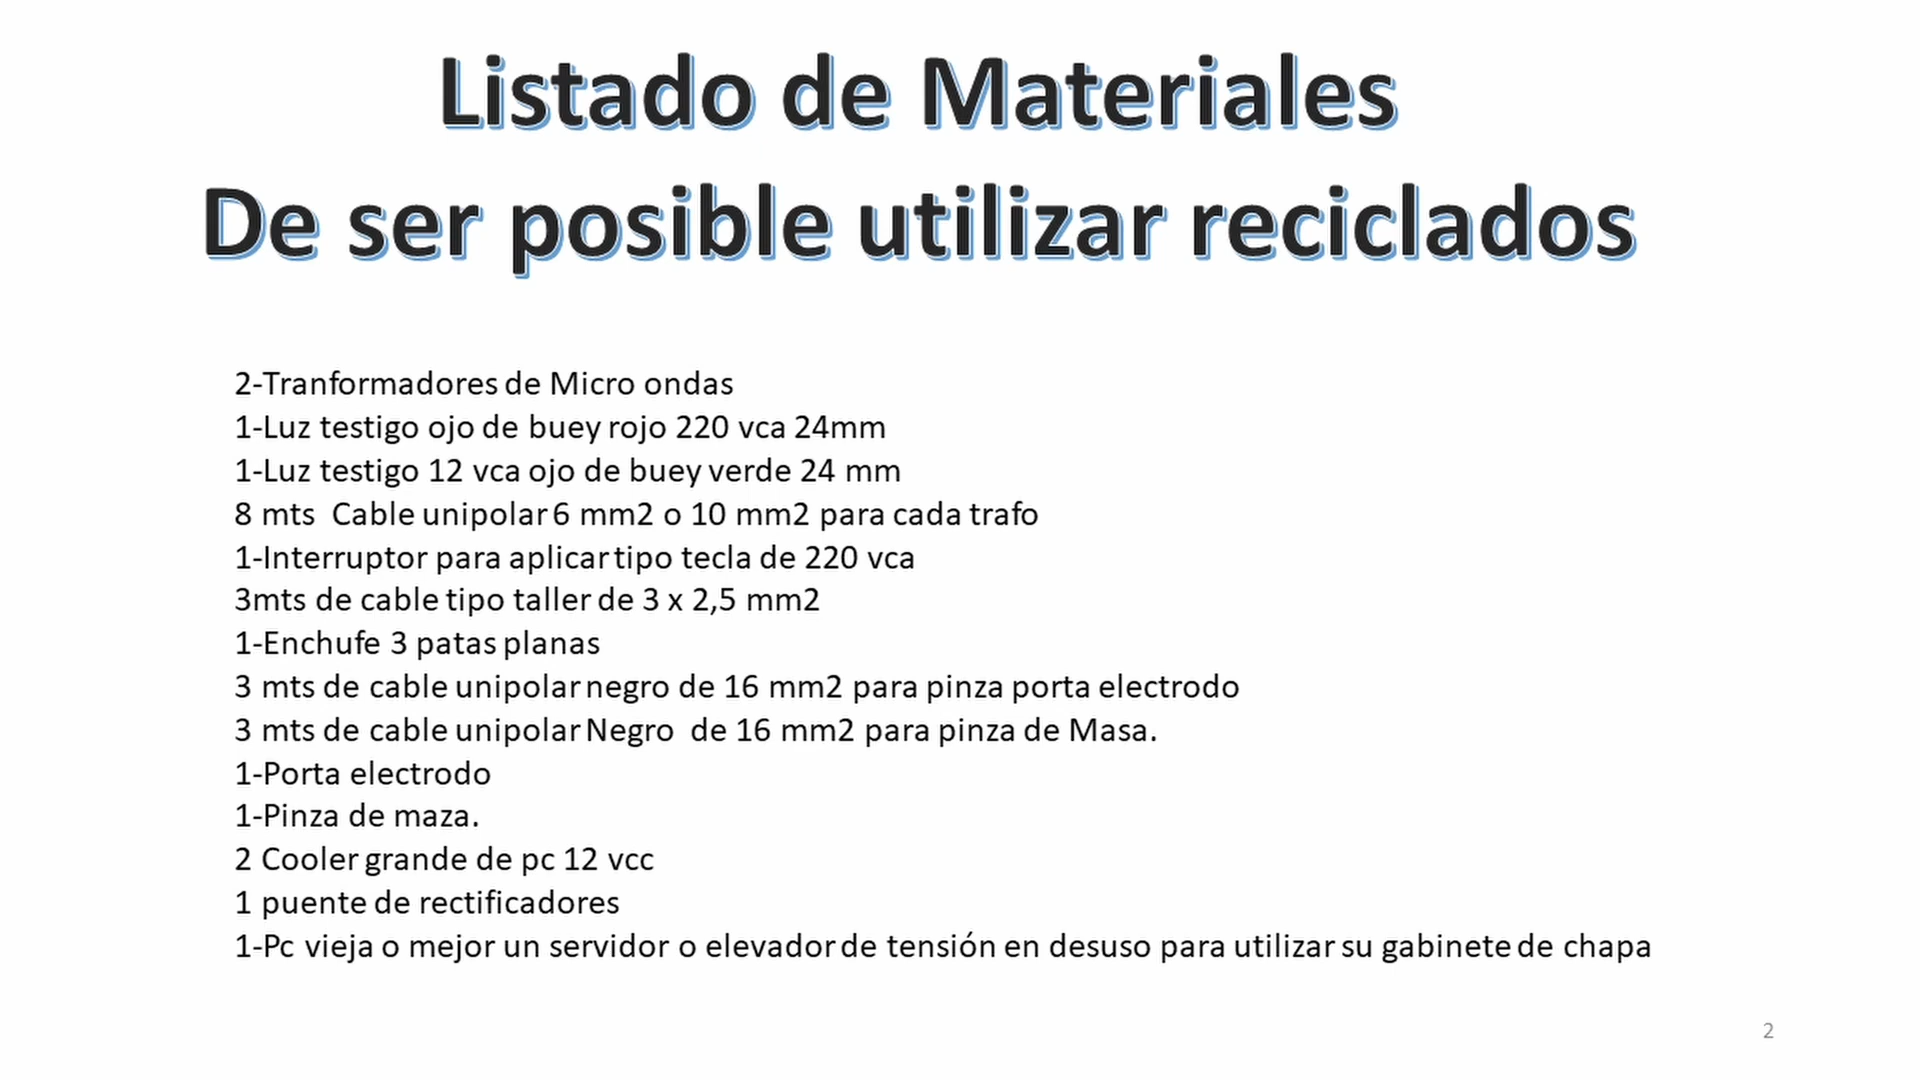 Listado de Materiales
De ser posible utilizar reciclados
2-Tranformadores de Micro ondas
1-Luz testigo ojo de buey rojo 220 vca 24mm
1-Luz testigo 12 vca ojo de buey verde 24 mm
8 mts  Cable unipolar 6 mm2 o 10 mm2 para cada trafo
1-Interruptor para aplicar tipo tecla de 220 vca
3mts de cable tipo taller de 3 x 2,5 mm2
1-Enchufe 3 patas planas
3 mts de cable unipolar negro de 16 mm2 para pinza porta electrodo
3 mts de cable unipolar Negro  de 16 mm2 para pinza de Masa.
1-Porta electrodo
1-Pinza de maza.
2 Cooler grande de pc 12 vcc
1 puente de rectificadores
1-Pc vieja o mejor un servidor o elevador de tensión en desuso para utilizar su gabinete de chapa
2